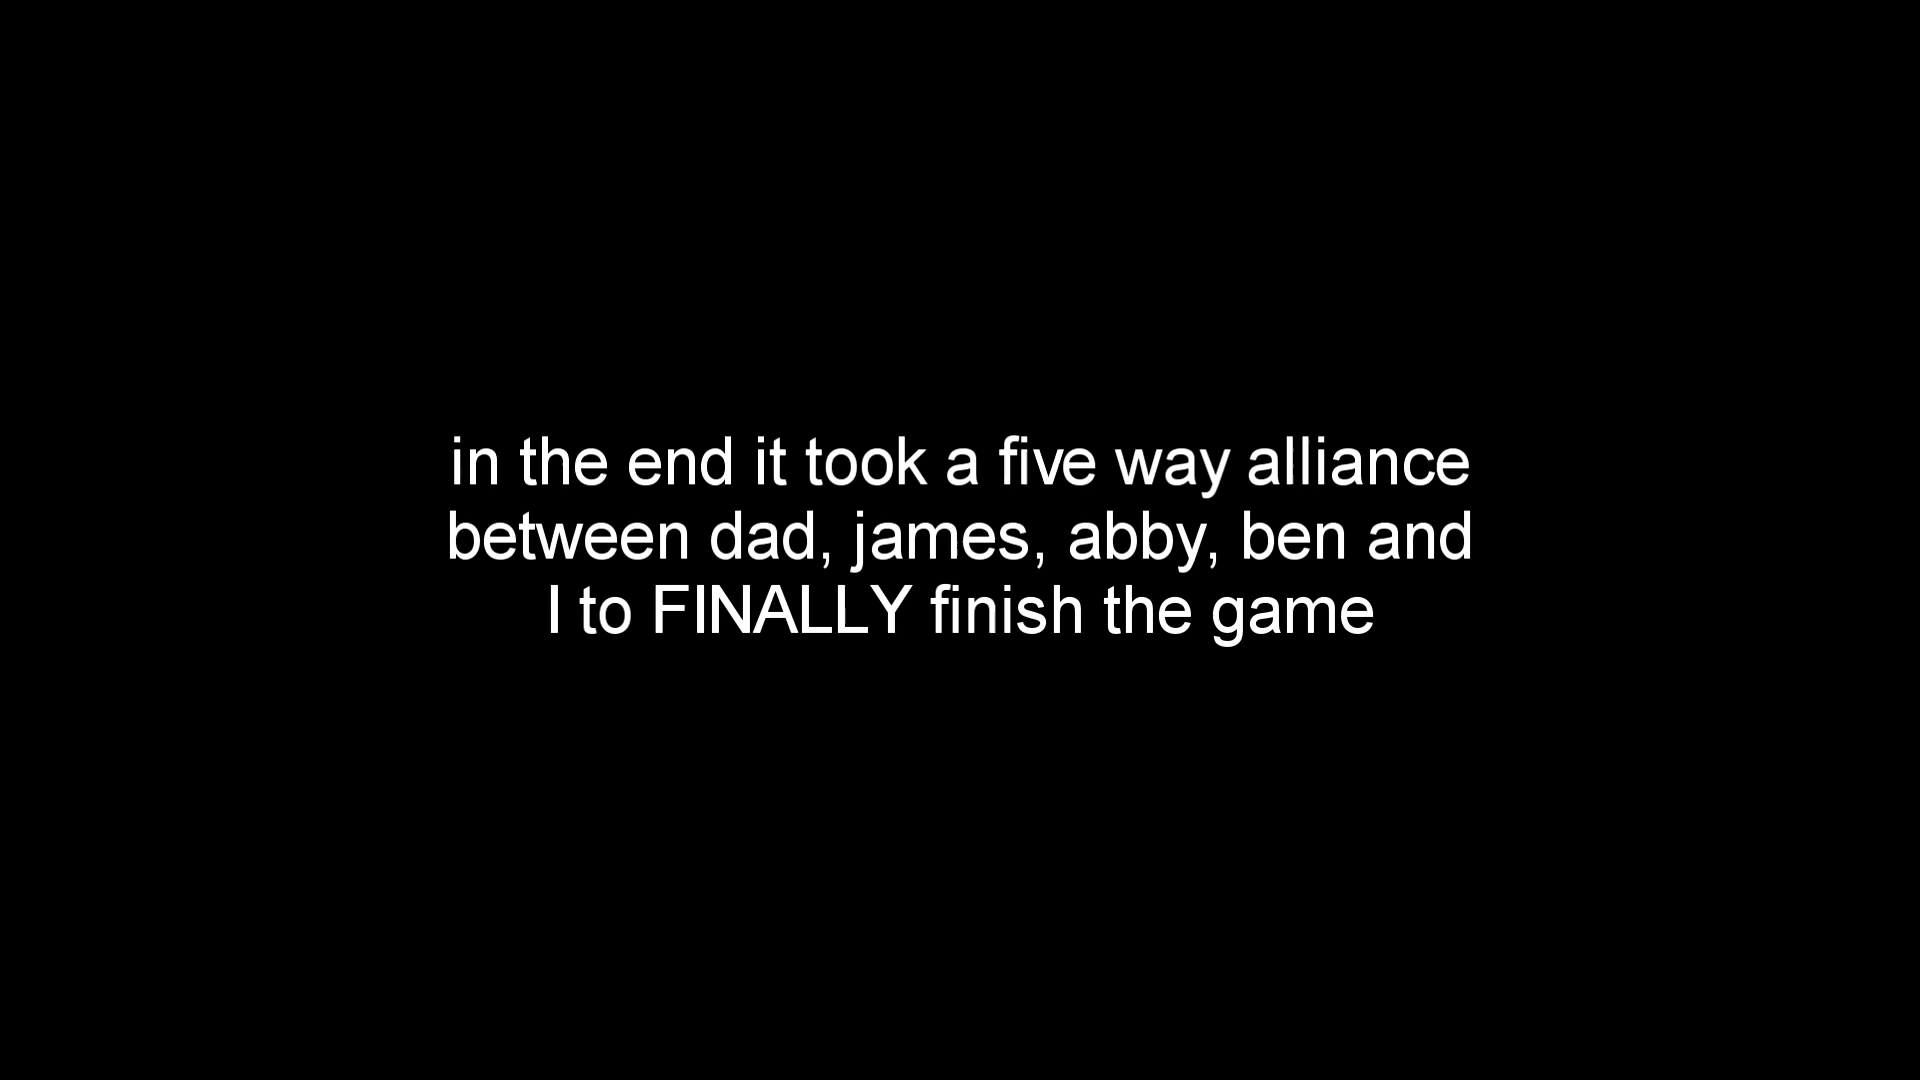 in the end it took a five way alliance
between dad, james, abby, ben and
I to FINALLY finish the game